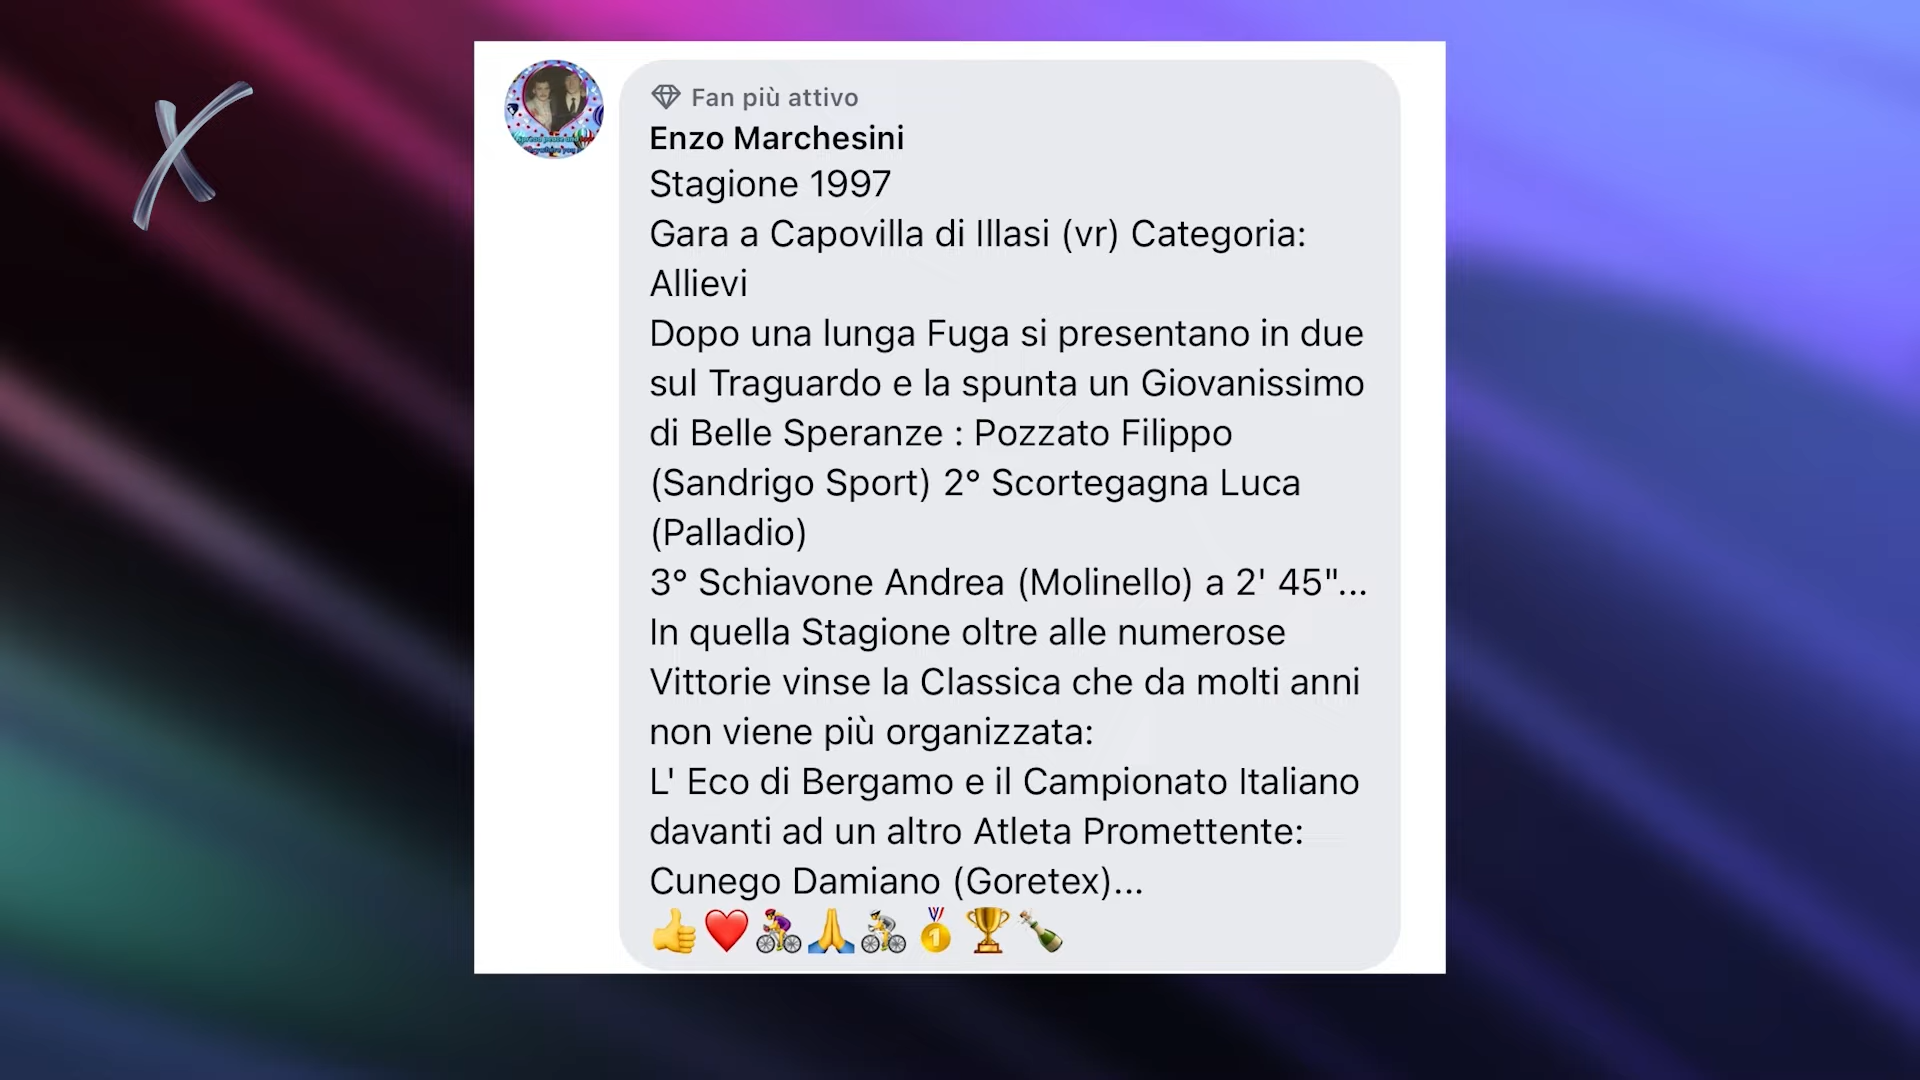 Fan più attivo
Enzo Marchesini
Stagione 1997
Gara a Capovilla di Illasi (vr) Categoria:
Allievi
Dopo una lunga Fuga si presentano in due
sul Traguardo e la spunta un Giovanissimo
di Belle Speranze : Pozzato Filippo
(Sandrigo Sport) 2° Scortegagna Luca
(Palladio)
3° Schiavone Andrea (Molinello) a 2' 45"...
In quella Stagione oltre alle numerose
Vittorie vinse la Classica che da molti anni
non viene più organizzata:
L' Eco di Bergamo e il Campionato Italiano
davanti ad un altro Atleta Promettente:
Cunego Damiano (Goretex)...
👍❤️🚴‍♀️🙏🚴🥇🏆🍾